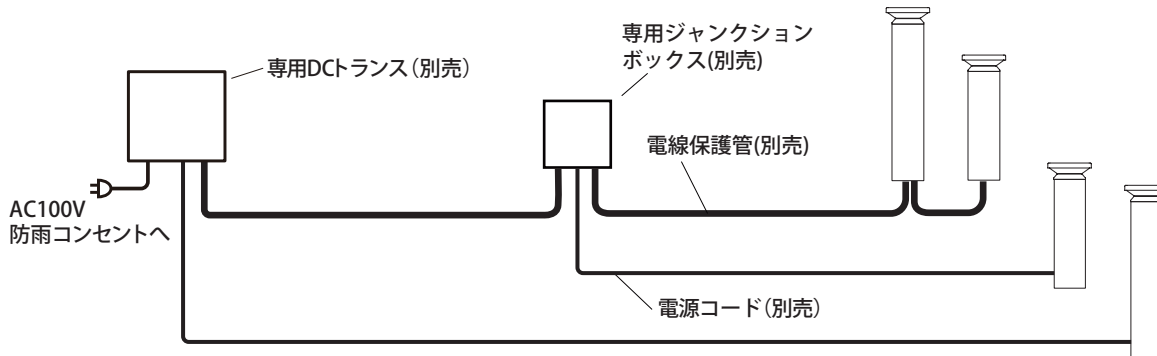 専用ジャンクション
ボックス(別売)
専用DCトランス（別売）
電線保護管(別売)
AC100V
防雨コンセントへ
電源コード（別売）